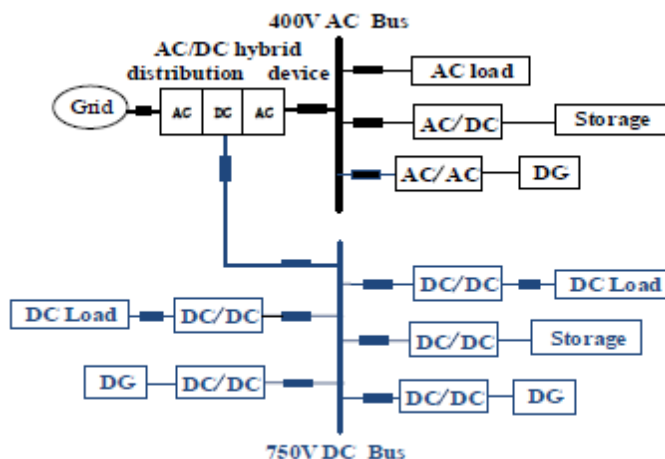 400V AC Bus
AC/DC hybrid
distribution device
Grid
AC DC AC
AC load
AC/DC Storage
AC/AC DG
DC/DC DC Load
DC Load DC/DC
DC/DC Storage
DG DC/DC
DC/DC DG
750V DC Bus